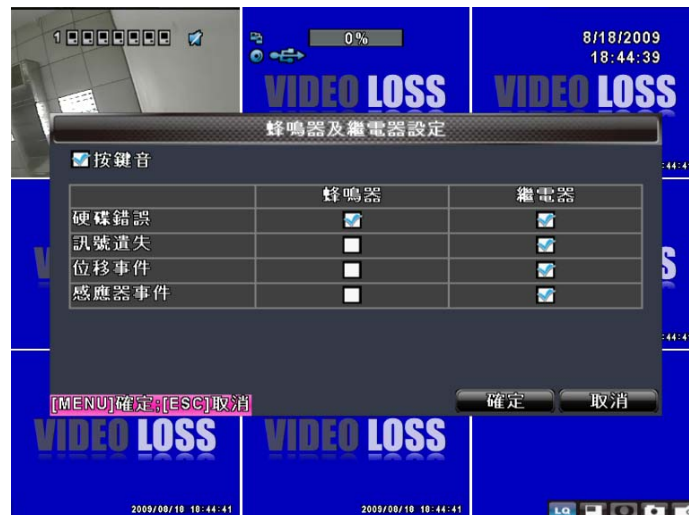 1
0%
8/18/2009
18:44:39
VIDEO LOSS
VIDEO LOSS
蜂鳴器及繼電器設定
按鍵音
蜂鳴器 繼電器
硬碟錯誤
訊號遺失
位移事件
感應器事件
[MENU]確定;[ESC]取消
確定 取消
VIDEO LOSS
VIDEO LOSS
2009/08/18 18:44:41
2009/08/18 18:44:41
LQ